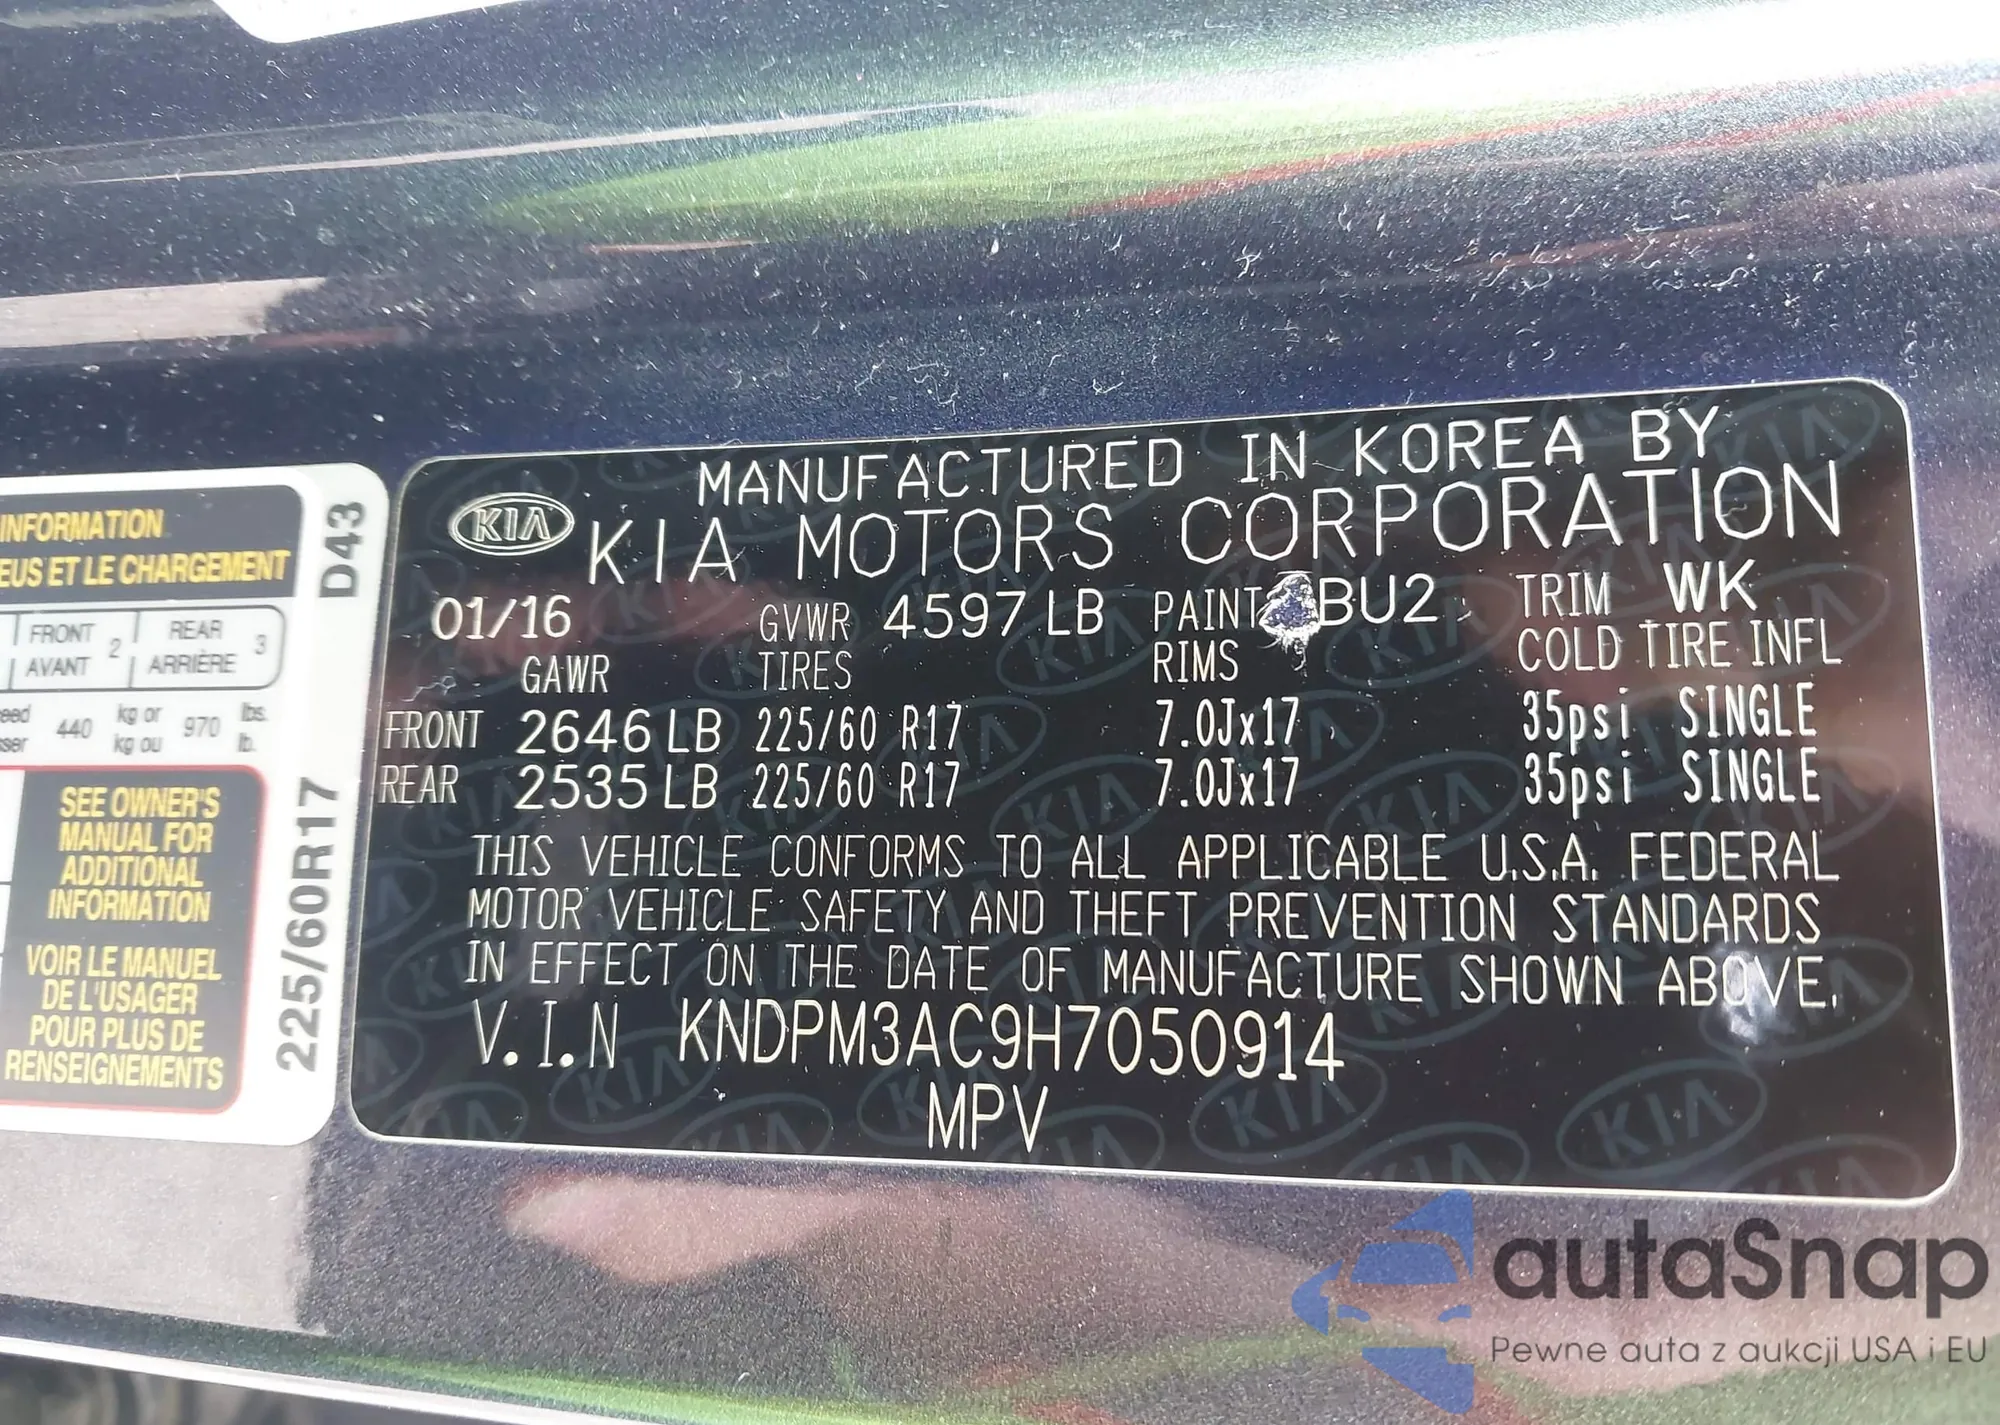 INFORMATION
EUS ET LE CHARGEMENT
FRONT 2 REAR 3
AVANT ARRIÈRE
440 kg or 970 lbs.
kg ou lb.
SEE OWNER'S
MANUAL FOR
ADDITIONAL
INFORMATION
VOIR LE MANUEL
DE L'USAGER
POUR PLUS DE
RENSEIGNEMENTS
D43
225/60R17
MANUFACTURED IN KOREA BY
KIA KIA MOTORS CORPORATION
01/16 GVWR 4597 LB PAINT BU2 TRIM WK
GAWR TIRES RIMS COLD TIRE INFL
FRONT 2646 LB 225/60 R17 7.0Jx17 35psi SINGLE
REAR 2535 LB 225/60 R17 7.0Jx17 35psi SINGLE
THIS VEHICLE CONFORMS TO ALL APPLICABLE U.S.A. FEDERAL
MOTOR VEHICLE SAFETY AND THEFT PREVENTION STANDARDS
IN EFFECT ON THE DATE OF MANUFACTURE SHOWN ABOVE.
V.I.N KNDPM3AC9H7050914
MPV
autaSnap
Pewne auta z aukcji USA i EU